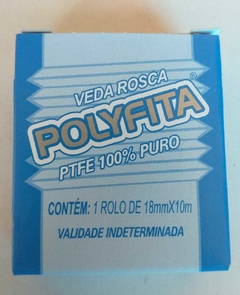 VEDA ROSCA
POLYFITA®
PTFE 100% PURO
CONTÉM: 1 ROLO DE 18mmX10m
VALIDADE INDETERMINADA